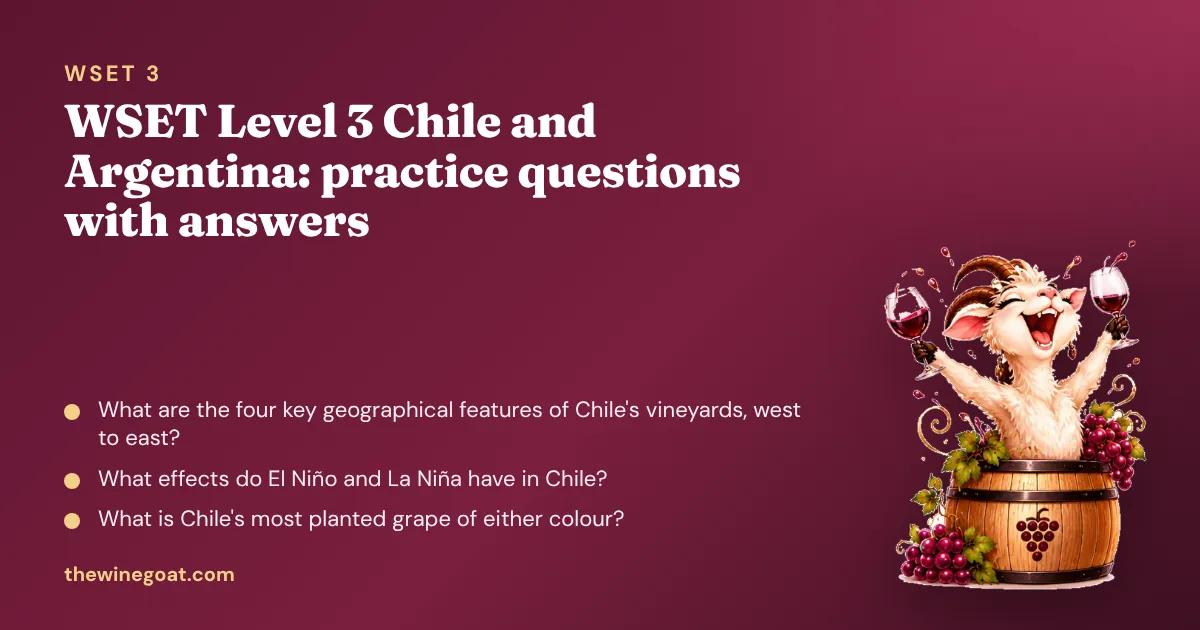 WSET 3
WSET Level 3 Chile and
Argentina: practice questions
with answers
What are the four key geographical features of Chile's vineyards, west
to east?
What effects do El Niño and La Niña have in Chile?
What is Chile's most planted grape of either colour?
thewinegoat.com